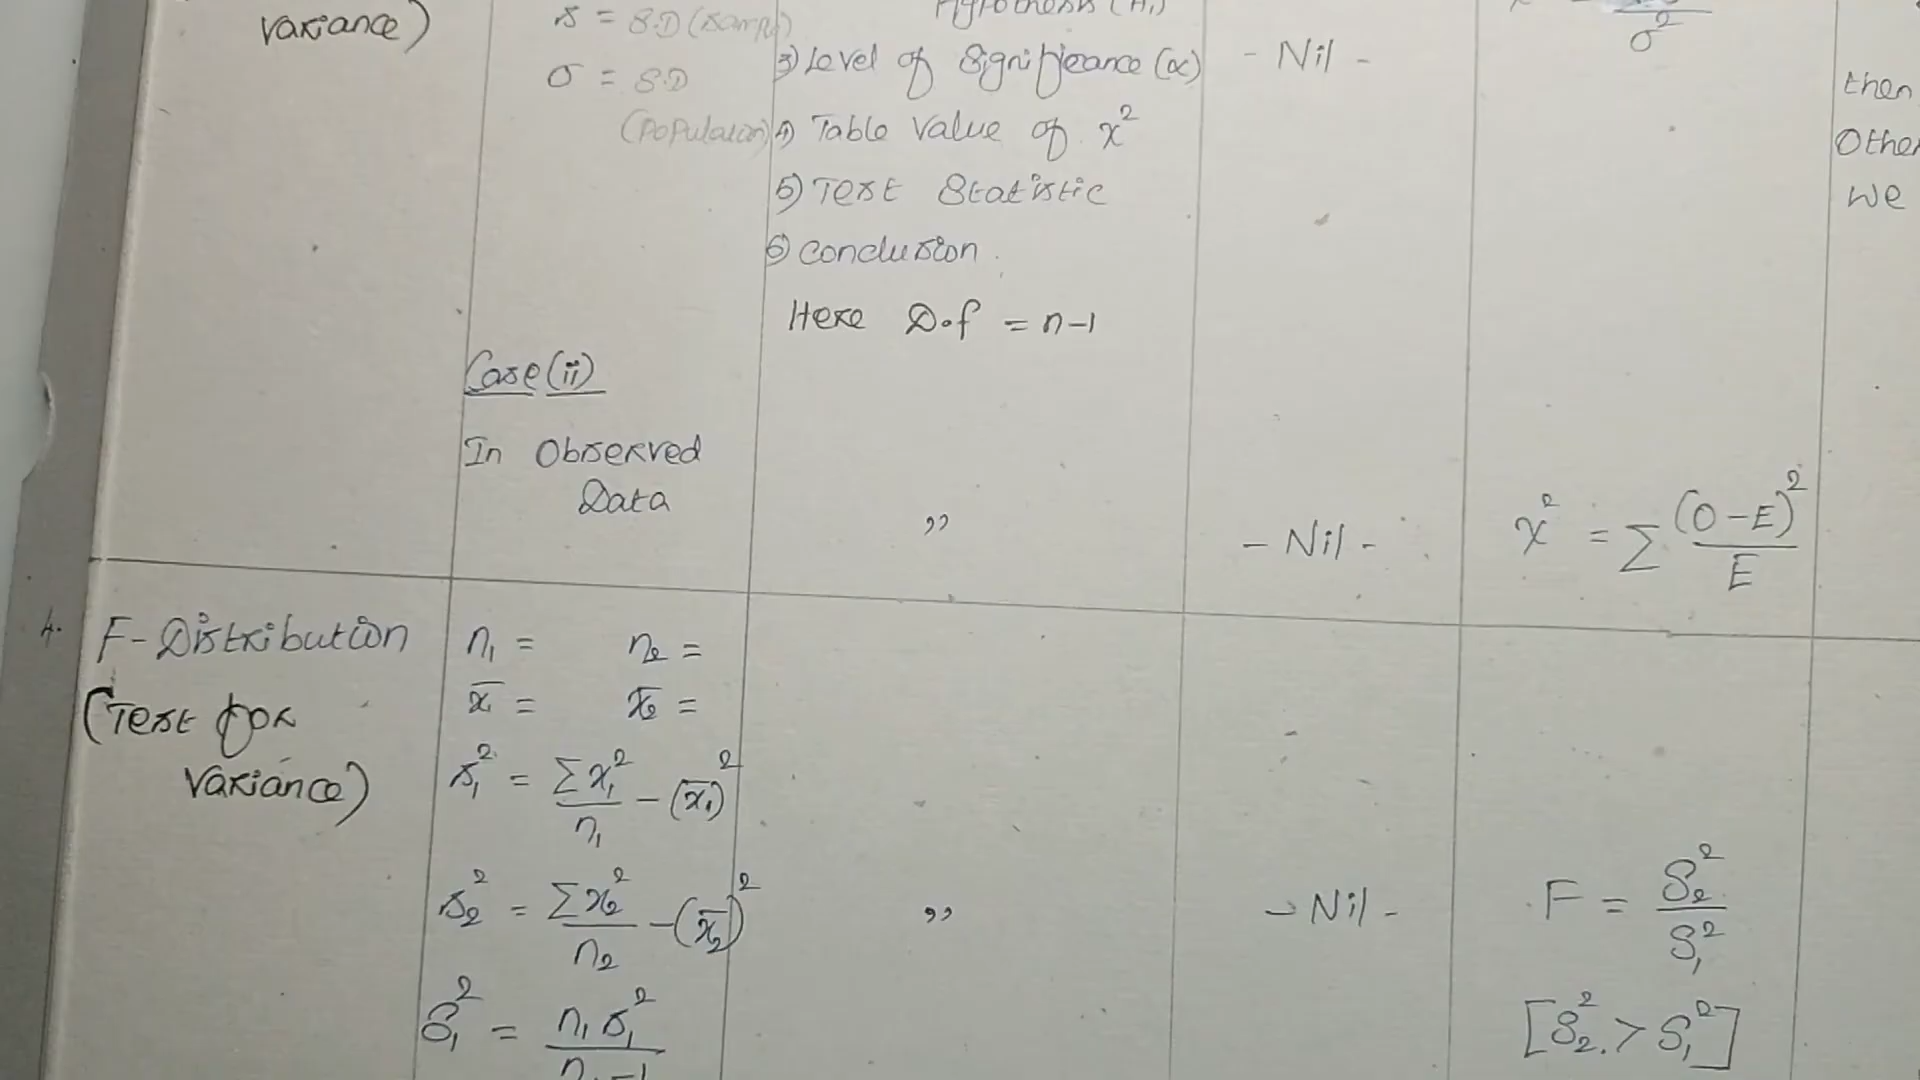 variance)
s = S.D (sample)
σ = S.D
(population)
3) Level of Significance (α)
4) Table Value of χ²
5) Test Statistic
6) Conclusion.
Here D.f = n-1
- Nil -
σ²
then
Other
we
Case (ii)
In Observed
Data
,,
- Nil -
χ² = Σ (O-E)² / E
4. F-Distribution
(Test for
variance)
n₁ = n₂ =
x̄₁ = x̄₂ =
s₁² = Σx₁² / n₁ - (x̄₁)²
s₂² = Σx₂² / n₂ - (x̄₂)²
S₁² = n₁ s₁² / n₁-1
,,
- Nil -
F = S₂² / S₁²
[S₂² > S₁²]